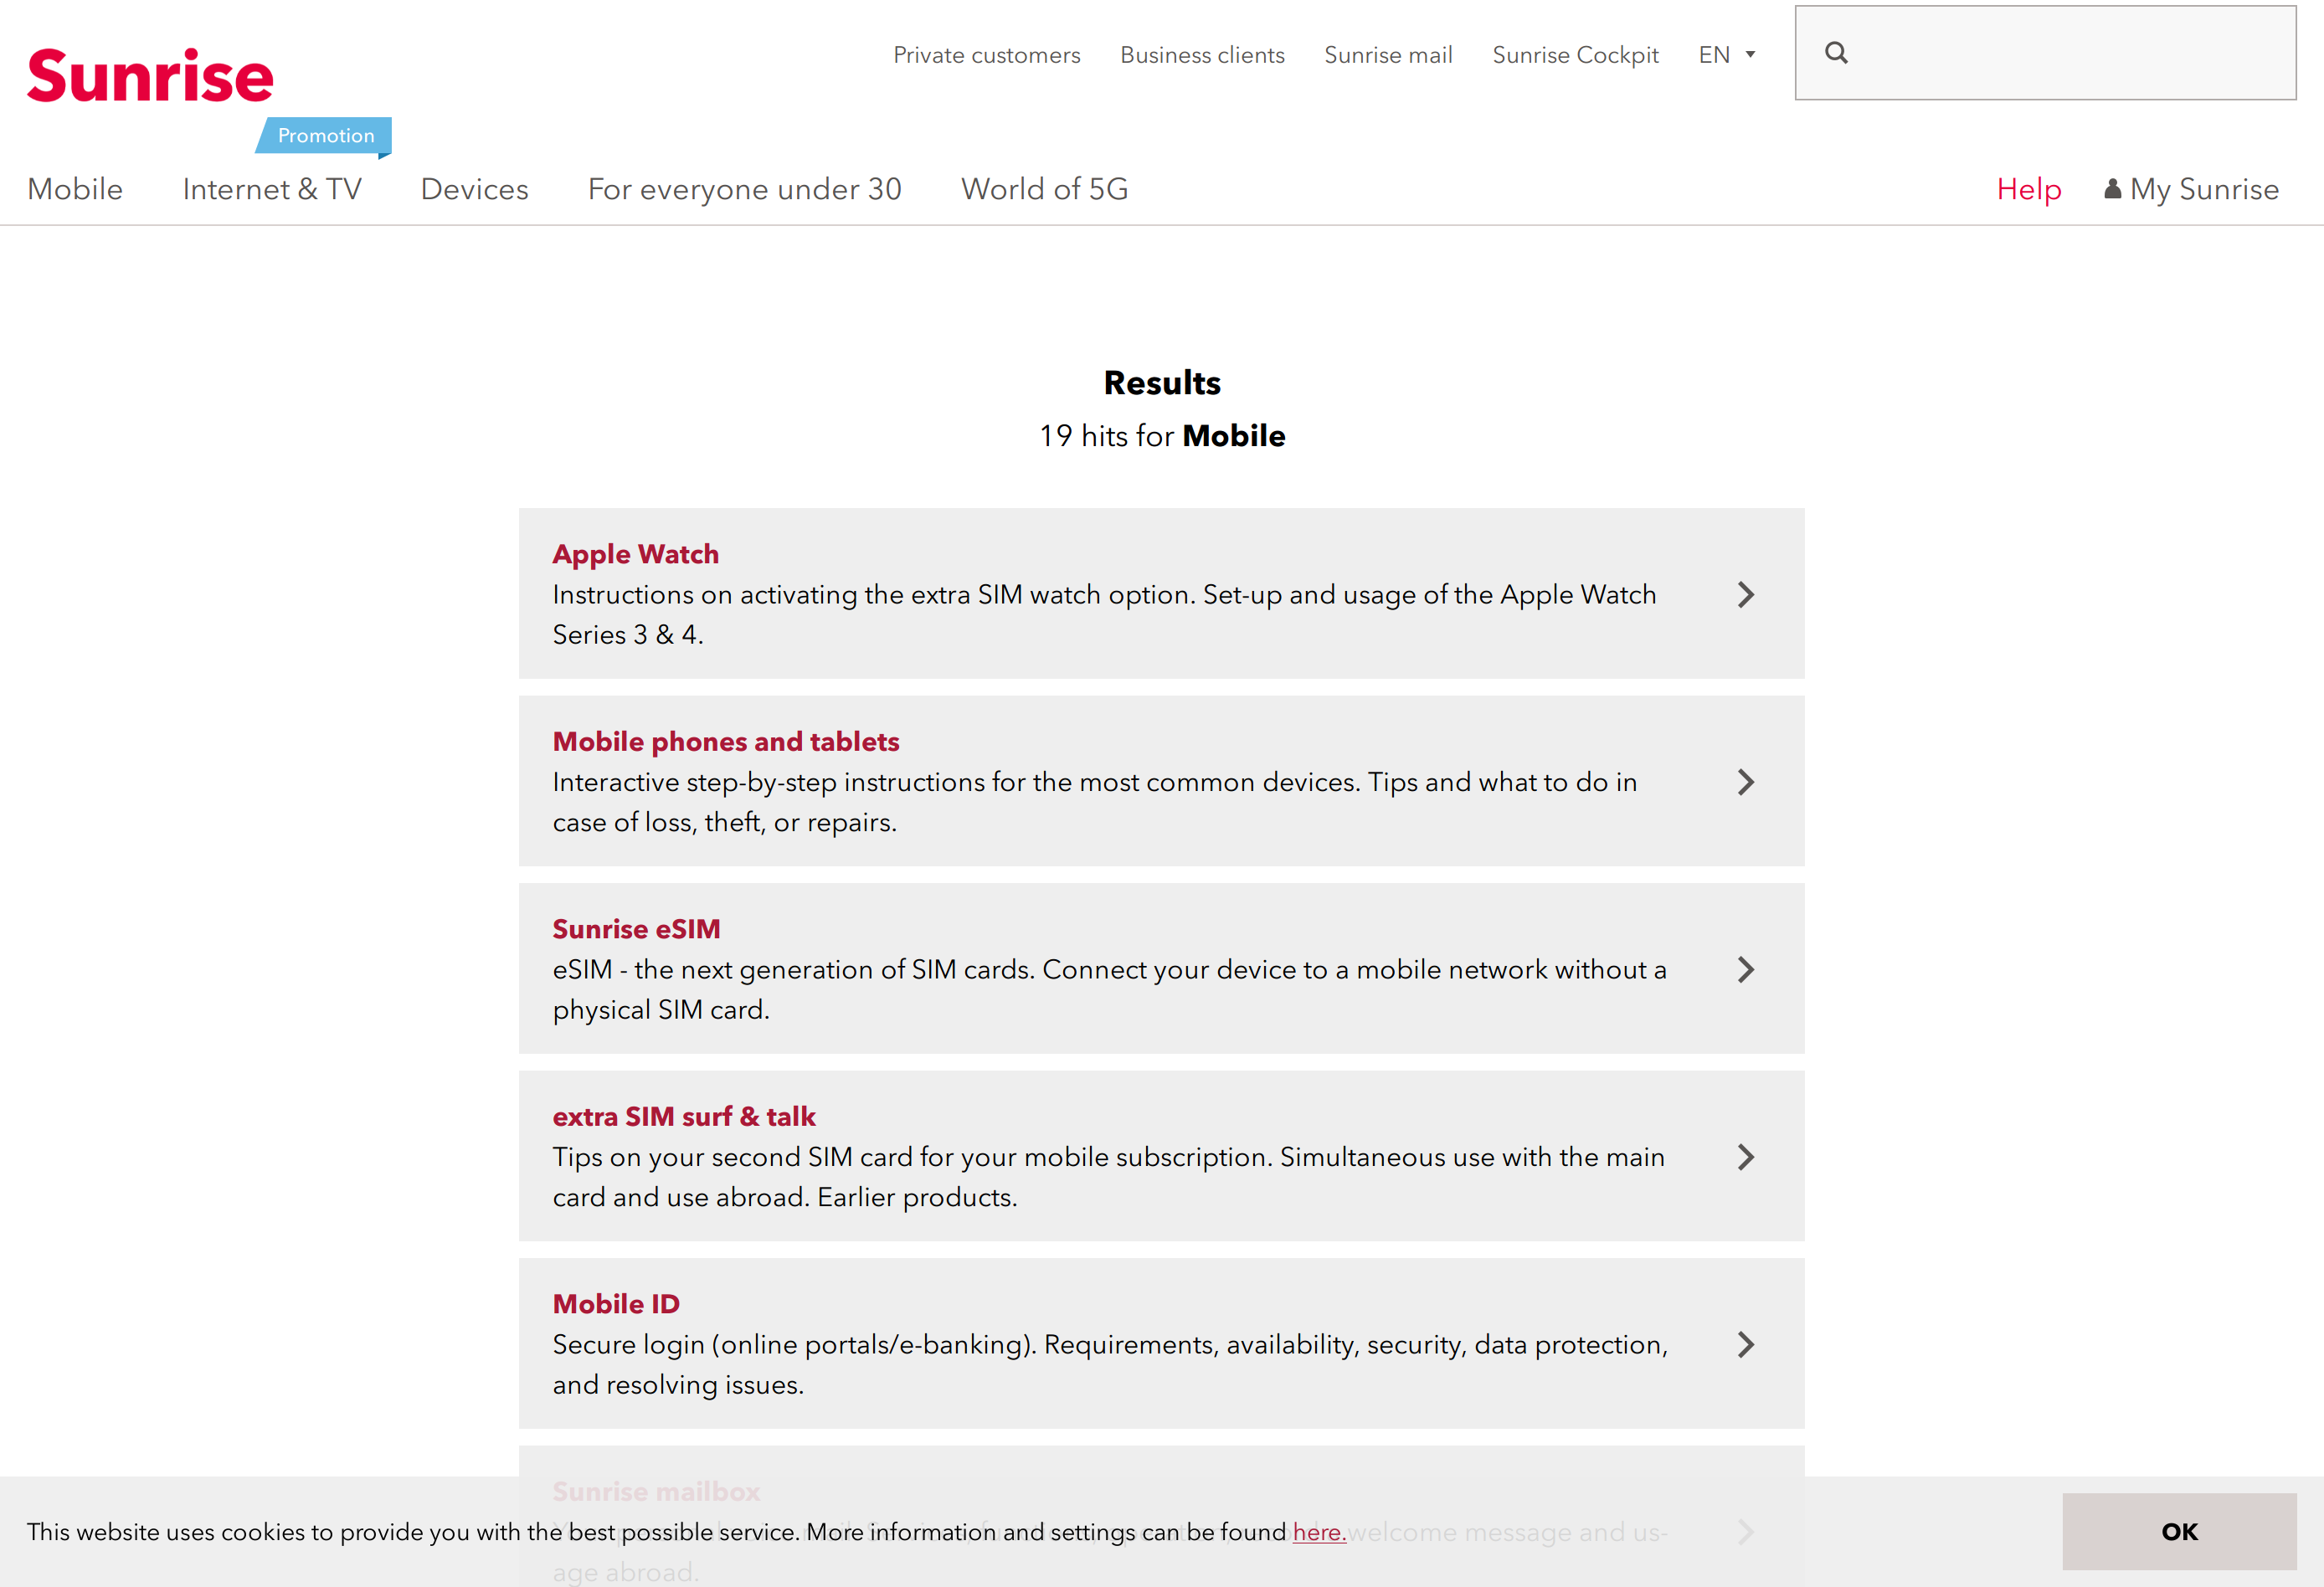 Private customers Business clients Sunrise mail Sunrise Cockpit EN
Sunrise
Promotion
Mobile Internet & TV Devices For everyone under 30 World of 5G Help My Sunrise
Results
19 hits for Mobile
Apple Watch
Instructions on activating the extra SIM watch option. Set-up and usage of the Apple Watch
Series 3 & 4.
Mobile phones and tablets
Interactive step-by-step instructions for the most common devices. Tips and what to do in
case of loss, theft, or repairs.
Sunrise eSIM
eSIM - the next generation of SIM cards. Connect your device to a mobile network without a
physical SIM card.
extra SIM surf & talk
Tips on your second SIM card for your mobile subscription. Simultaneous use with the main
card and use abroad. Earlier products.
Mobile ID
Secure login (online portals/e-banking). Requirements, availability, security, data protection,
and resolving issues.
Sunrise mailbox
welcome message and us-
age abroad.
This website uses cookies to provide you with the best possible service. More information and settings can be found here.
OK